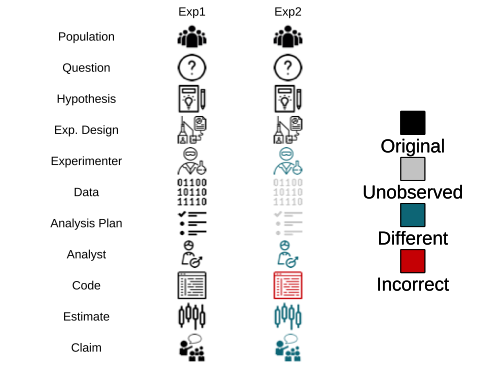 Exp1 Exp2
Population
Question
? ?
Hypothesis
Exp. Design
Experimenter
Data
01100 01100
10110 10110
11110 11110
Analysis Plan
Analyst
Code
Estimate
Claim
Original
Unobserved
Different
Incorrect